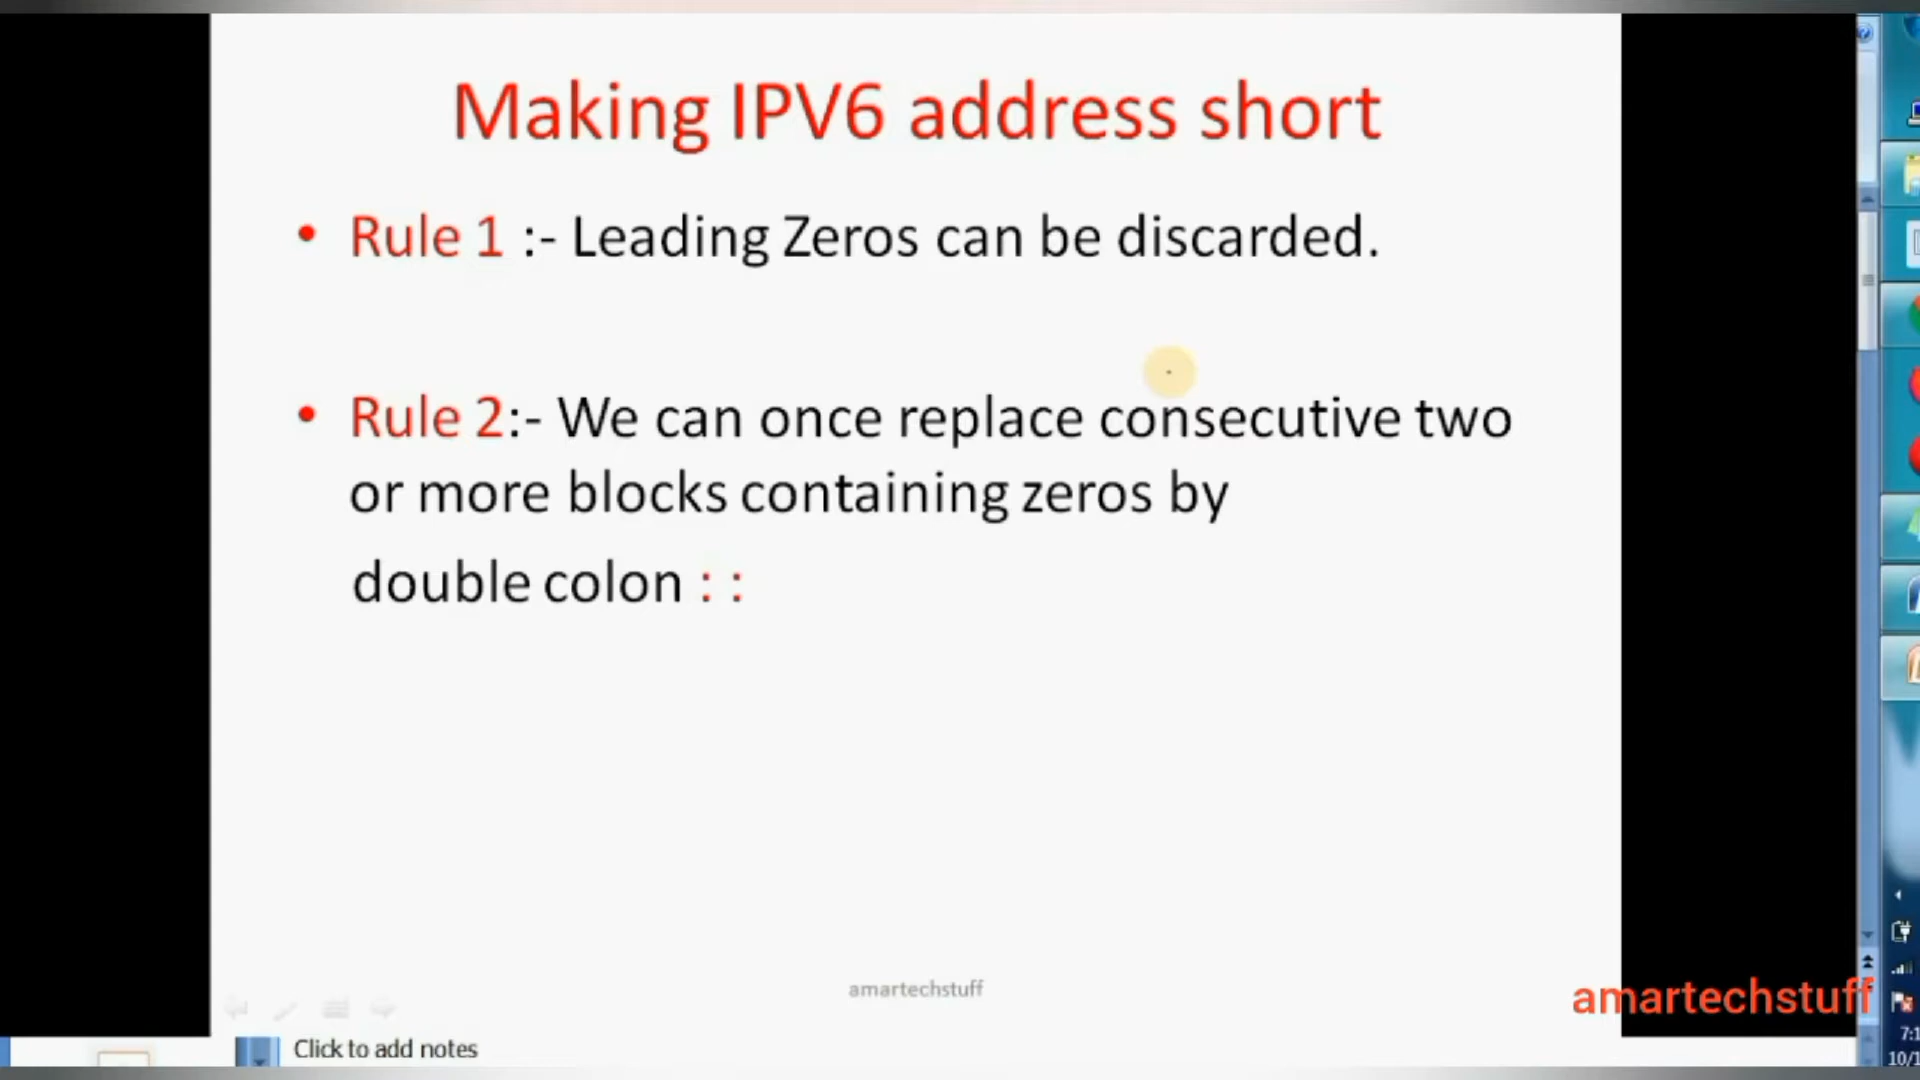 Making IPV6 address short
• Rule 1 :- Leading Zeros can be discarded.
• Rule 2:- We can once replace consecutive two
or more blocks containing zeros by
double colon : :
amartechstuff
amartechstuff
Click to add notes